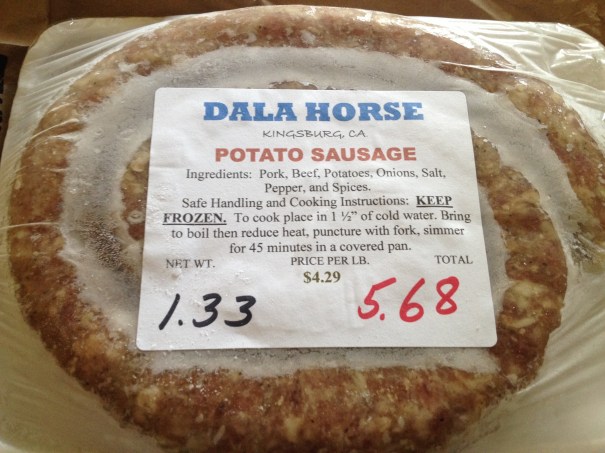 DALA HORSE
KINGSBURG, CA
POTATO SAUSAGE
Ingredients: Pork, Beef, Potatoes, Onions, Salt,
Pepper, and Spices.
Safe Handling and Cooking Instructions: KEEP
FROZEN. To cook place in 1 ½” of cold water. Bring
to boil then reduce heat, puncture with fork, simmer
for 45 minutes in a covered pan.
NET WT. PRICE PER LB. TOTAL
$4.29
1.33 5.68